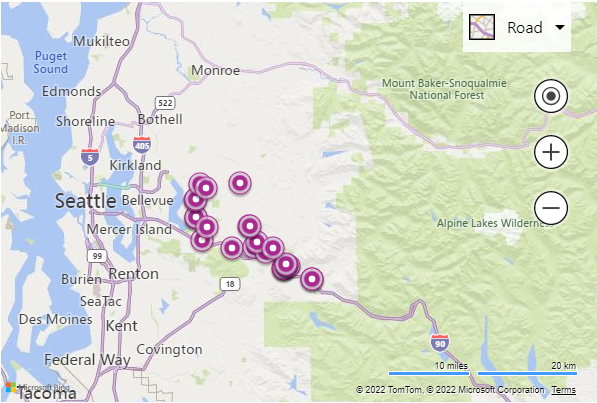 Mukilteo
Road
Puget
Sound
Monroe
Mount Baker-Snoqualmie
National Forest
Edmonds
522
Port
Madison
I.R.
Shoreline
Bothell
5
405
Kirkland
Seattle
Bellevue
Mercer Island
Alpine Lakes Wilderness
99
Burien
Renton
18
SeaTac
Des Moines
Kent
90
Covington
Federal Way
10 miles
20 km
Microsoft Bing
Tacoma
© 2022 TomTom, © 2022 Microsoft Corporation
Terms